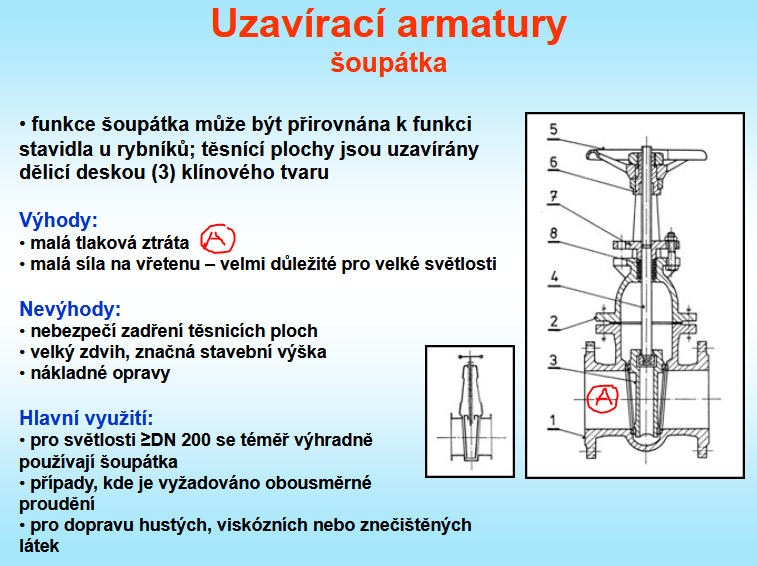 Uzavírací armatury
šoupátka
• funkce šoupátka může být přirovnána k funkci
stavidla u rybníků; těsnící plochy jsou uzavírány
dělicí deskou (3) klínového tvaru
Výhody:
• malá tlaková ztráta A
• malá síla na vřetenu – velmi důležité pro velké světlosti
Nevýhody:
• nebezpečí zadření těsnicích ploch
• velký zdvih, značná stavební výška
• nákladné opravy
Hlavní využití:
• pro světlosti ≥DN 200 se téměř výhradně
používají šoupátka
• případy, kde je vyžadováno obousměrné
proudění
• pro dopravu hustých, viskózních nebo znečištěných
látek
5
6
7
8
4
2
3
A
1